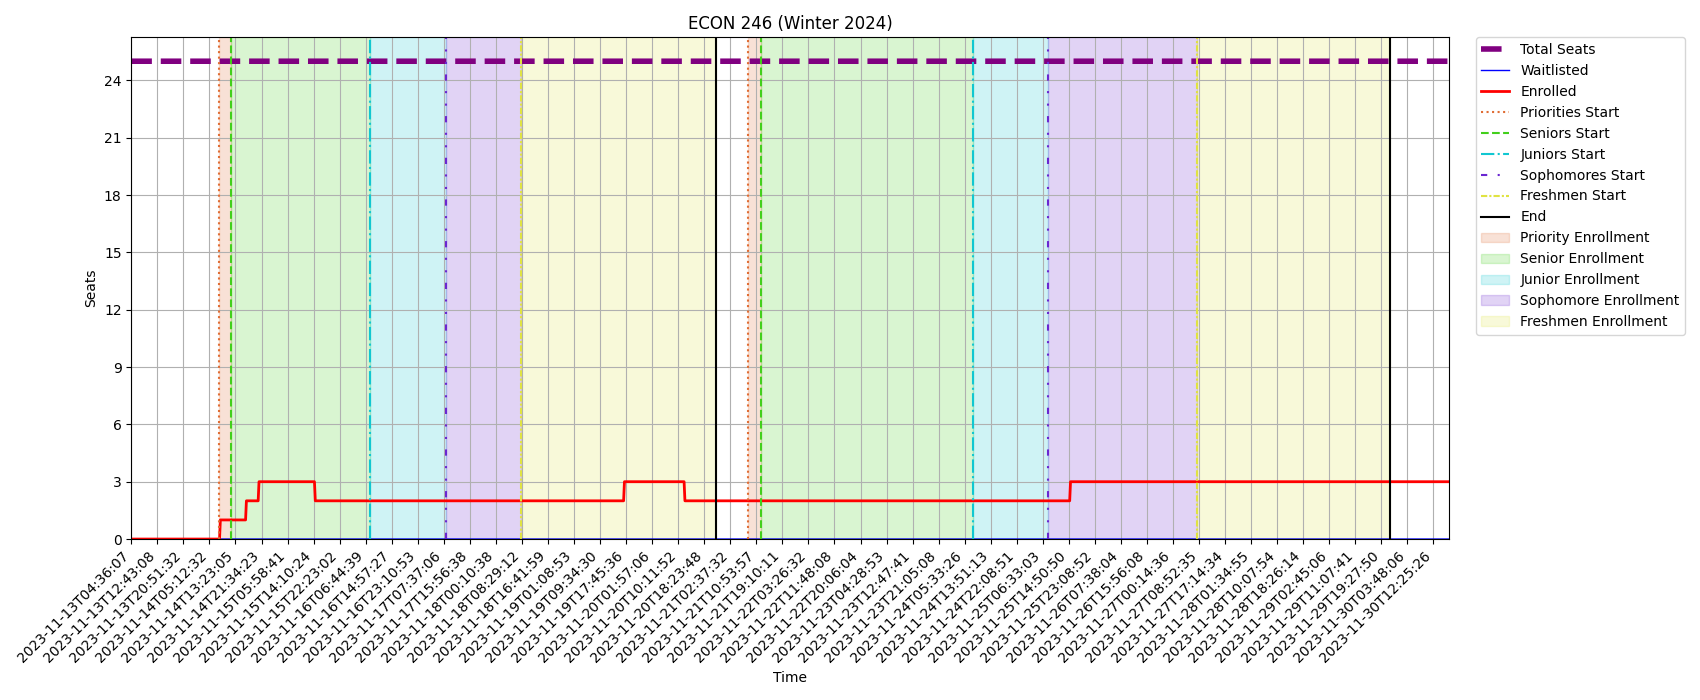 ECON 246 (Winter 2024)
Seats
24
21
18
15
12
9
6
3
0
2023-11-13T04:36:07
2023-11-13T12:43:08
2023-11-13T20:51:32
2023-11-14T05:12:32
2023-11-14T13:23:05
2023-11-14T21:34:23
2023-11-15T05:58:41
2023-11-15T14:10:24
2023-11-15T22:23:02
2023-11-16T06:44:39
2023-11-16T14:57:27
2023-11-16T23:10:53
2023-11-17T07:37:06
2023-11-17T15:56:38
2023-11-18T00:10:38
2023-11-18T08:29:12
2023-11-18T16:41:59
2023-11-19T01:08:53
2023-11-19T09:34:30
2023-11-19T17:45:36
2023-11-20T01:57:06
2023-11-20T10:11:52
2023-11-20T18:23:48
2023-11-21T02:37:32
2023-11-21T10:53:57
2023-11-21T19:10:11
2023-11-22T03:26:32
2023-11-22T11:48:08
2023-11-22T20:06:04
2023-11-23T04:28:53
2023-11-23T12:47:41
2023-11-23T21:05:08
2023-11-24T05:33:26
2023-11-24T13:51:13
2023-11-24T22:08:51
2023-11-25T06:33:03
2023-11-25T14:50:50
2023-11-25T23:08:52
2023-11-26T07:38:04
2023-11-26T15:56:08
2023-11-27T00:14:36
2023-11-27T08:52:35
2023-11-27T17:14:34
2023-11-28T01:34:55
2023-11-28T10:07:54
2023-11-28T18:26:14
2023-11-29T02:45:06
2023-11-29T11:07:41
2023-11-29T19:27:50
2023-11-30T03:48:06
2023-11-30T12:25:26
Time
Total Seats
Waitlisted
Enrolled
Priorities Start
Seniors Start
Juniors Start
Sophomores Start
Freshmen Start
End
Priority Enrollment
Senior Enrollment
Junior Enrollment
Sophomore Enrollment
Freshmen Enrollment